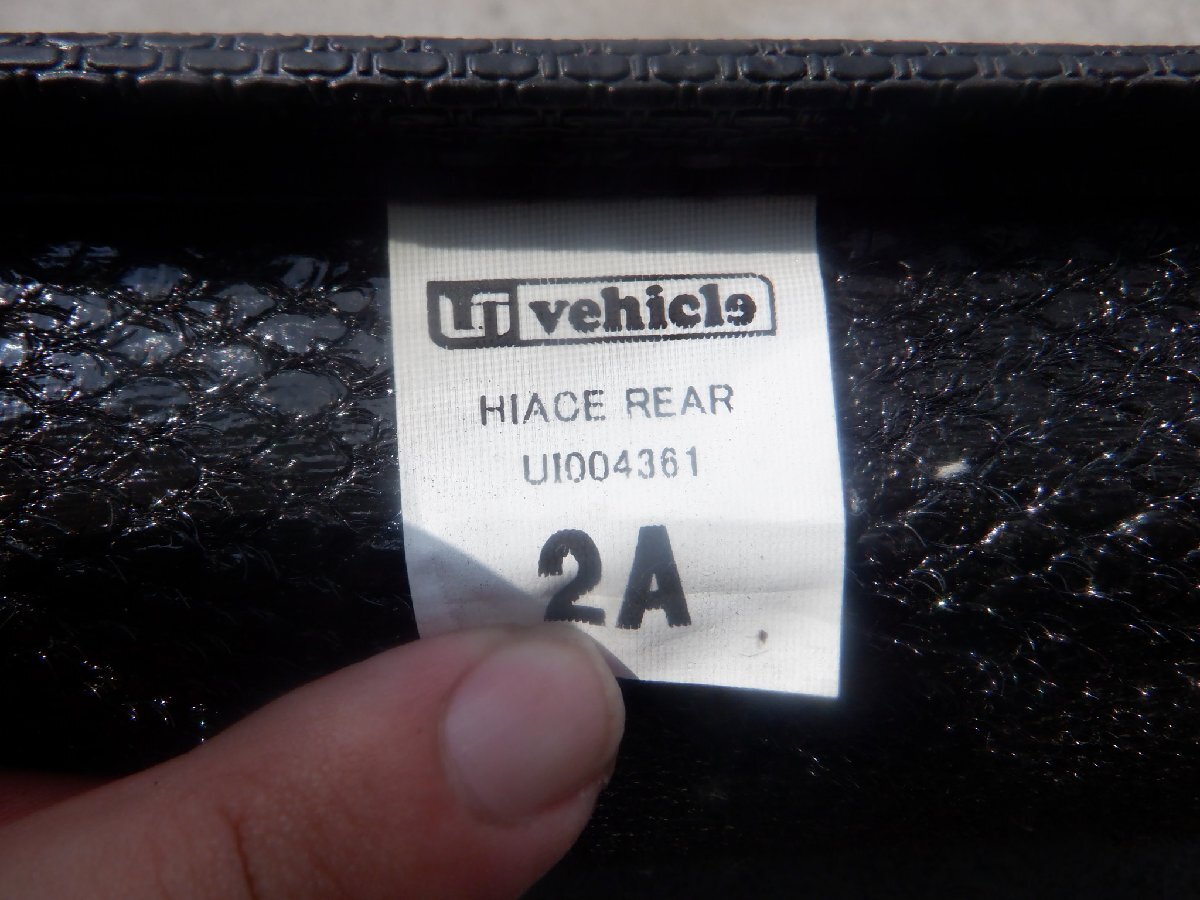 UI vehicle
HIACE REAR
UI004361
2A